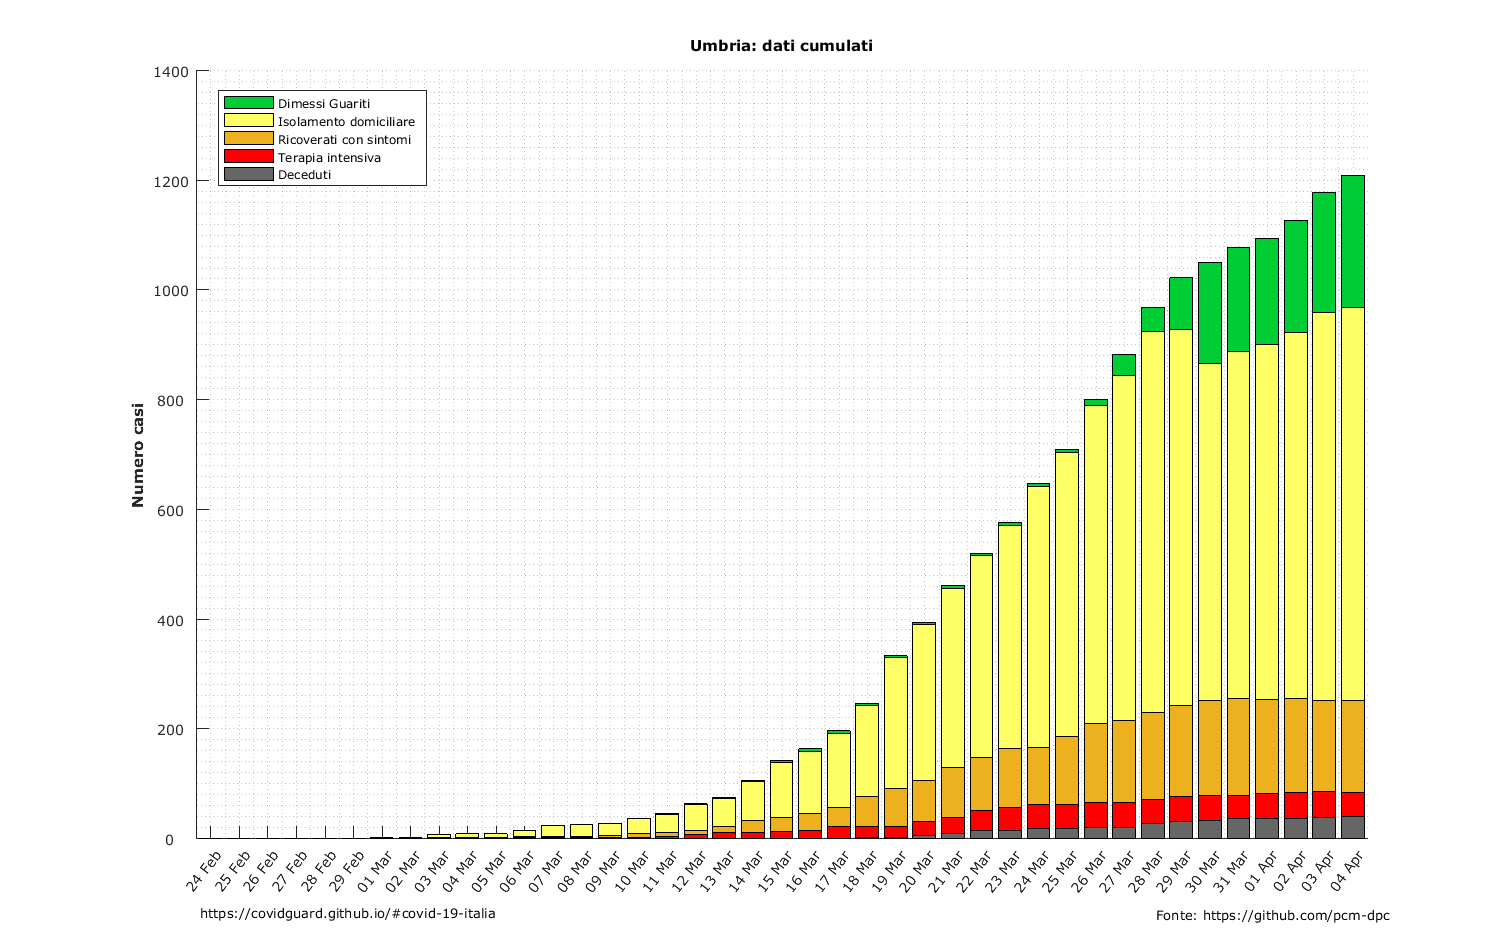 Umbria: dati cumulati
1400
1200
1000
800
600
400
200
0
Numero casi
Dimessi Guariti
Isolamento domiciliare
Ricoverati con sintomi
Terapia intensiva
Deceduti
24 Feb
25 Feb
26 Feb
27 Feb
28 Feb
29 Feb
01 Mar
02 Mar
03 Mar
04 Mar
05 Mar
06 Mar
07 Mar
08 Mar
09 Mar
10 Mar
11 Mar
12 Mar
13 Mar
14 Mar
15 Mar
16 Mar
17 Mar
18 Mar
19 Mar
20 Mar
21 Mar
22 Mar
23 Mar
24 Mar
25 Mar
26 Mar
27 Mar
28 Mar
29 Mar
30 Mar
31 Mar
01 Apr
02 Apr
03 Apr
04 Apr
https://covidguard.github.io/#covid-19-italia
Fonte: https://github.com/pcm-dpc